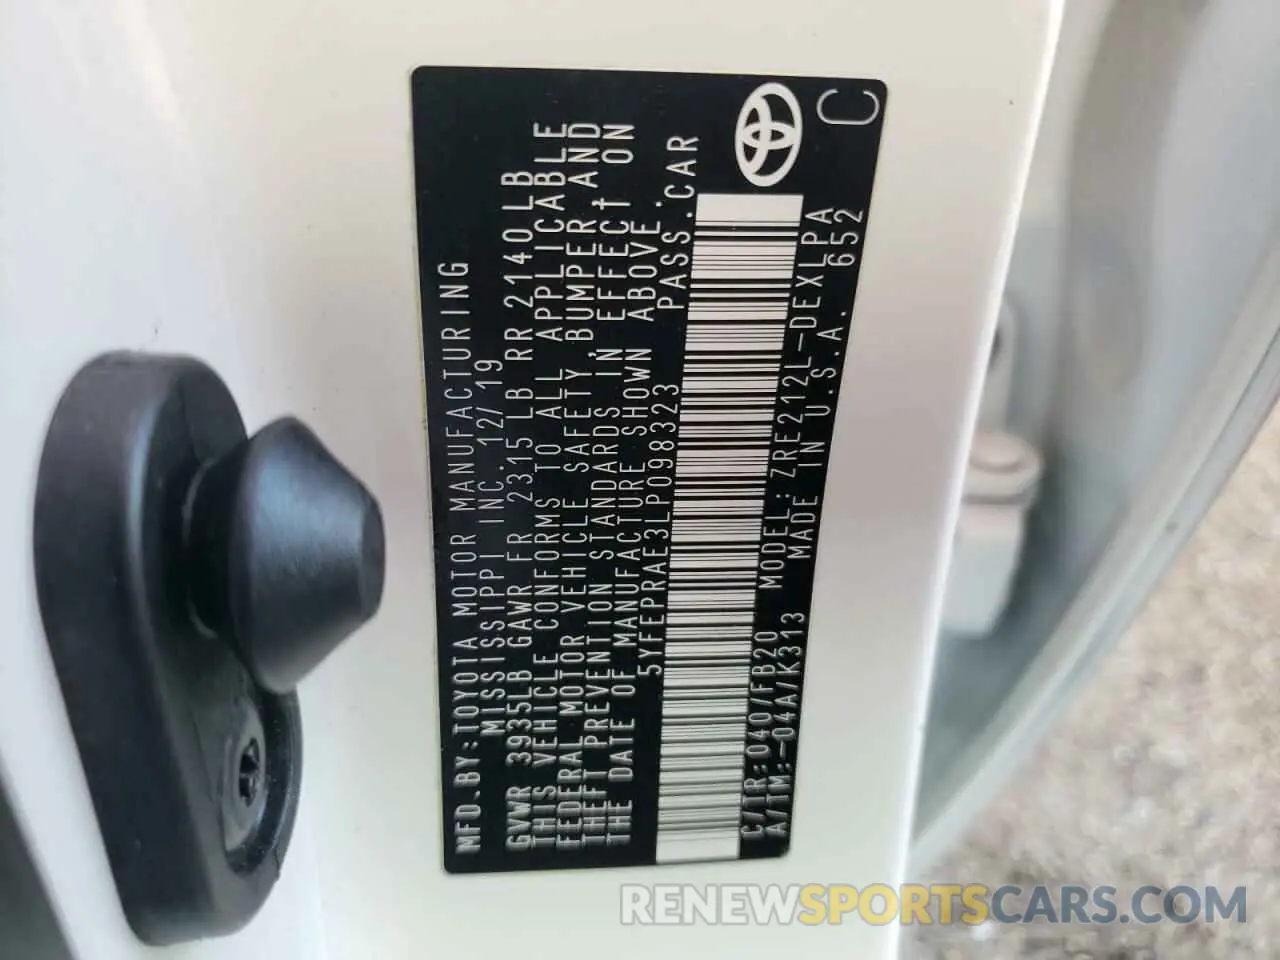 MFD.BY:TOYOTA MOTOR MANUFACTURING
MISSISSIPPI INC. 12/19
GVWR 3935LB GAWR FR 2315LB RR 2140LB
THIS VEHICLE CONFORMS TO ALL APPLICABLE
FEDERAL MOTOR VEHICLE SAFETY, BUMPER, AND
THEFT PREVENTION STANDARDS IN EFFECT ON
THE DATE OF MANUFACTURE SHOWN ABOVE.
5YFEPRAE3LP098323 PASS.CAR
C/TR:040/FB20 MODEL:ZRE212L-DEXLPA
A/TM:-04A/K313 MADE IN U.S.A. 652
C
RENEWSPORTSCARS.COM